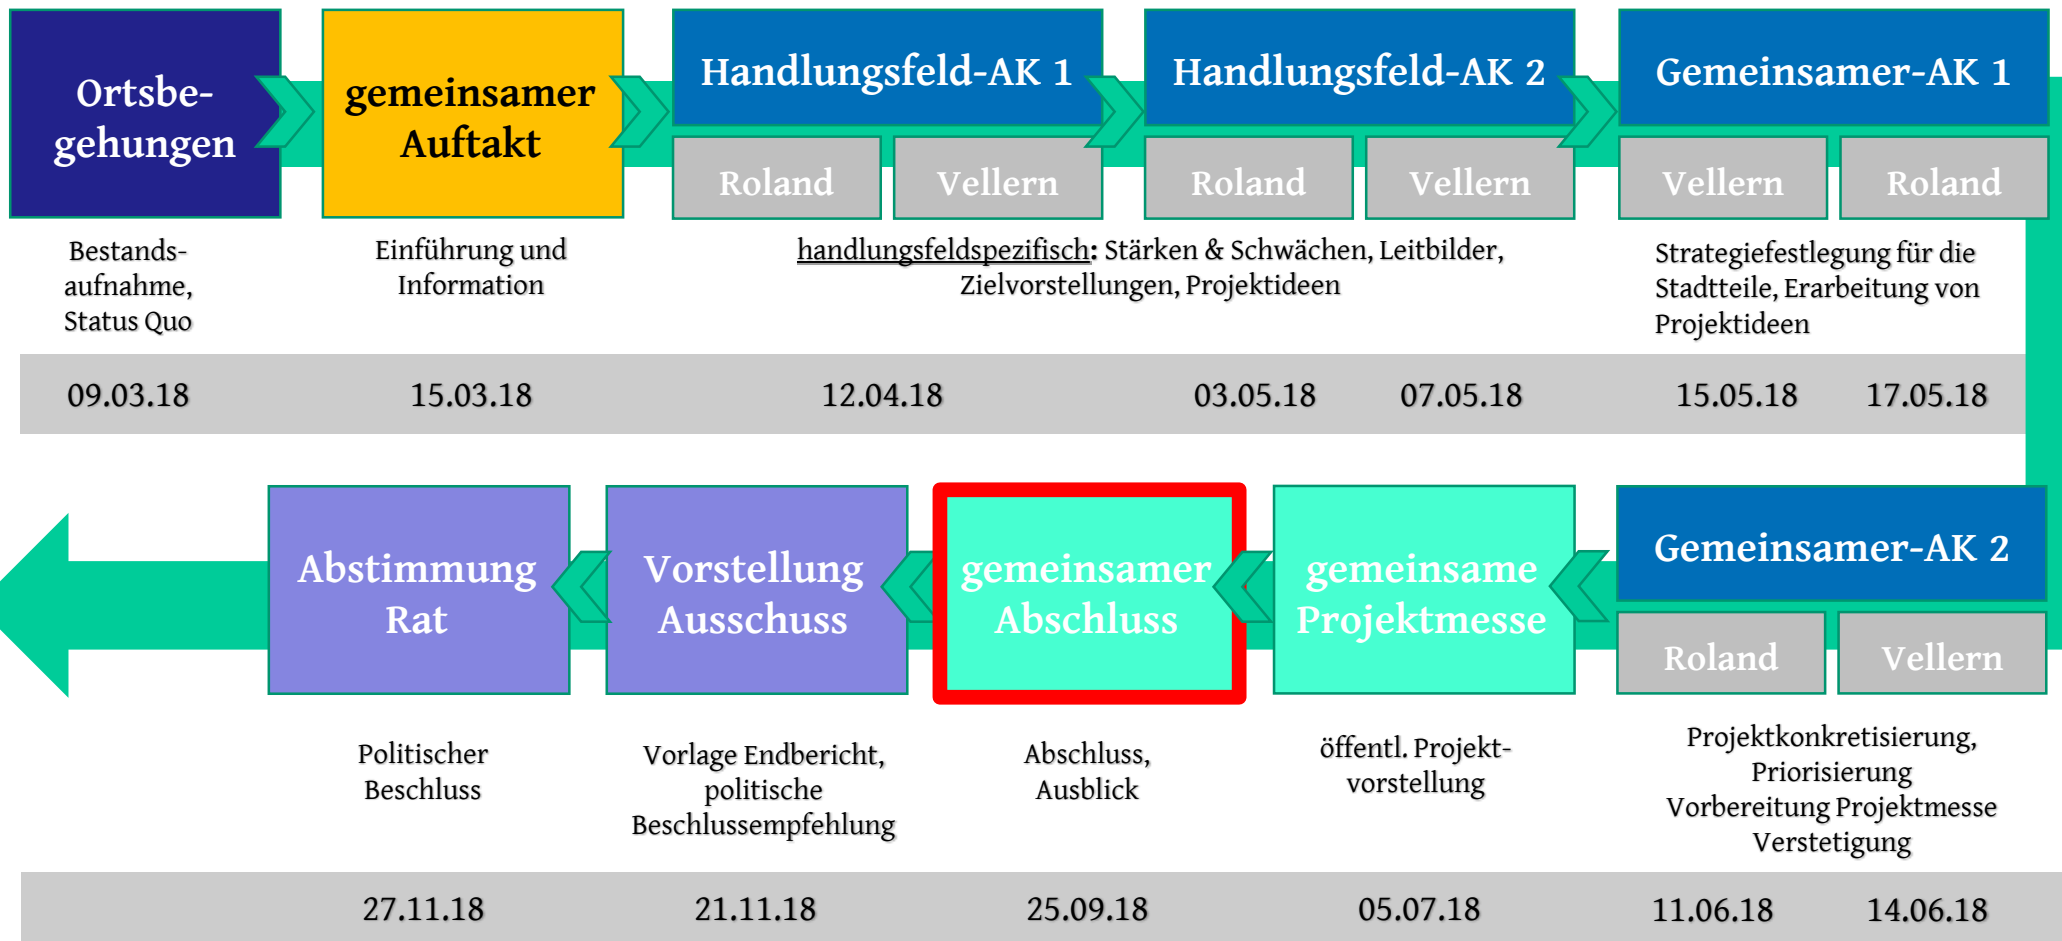 Ortsbe-
gehungen
gemeinsamer
Auftakt
Handlungsfeld-AK 1
Roland
Vellern
Handlungsfeld-AK 2
Roland
Vellern
Gemeinsamer-AK 1
Vellern
Roland
Bestands-
aufnahme,
Status Quo
Einführung und
Information
handlungsfeldspezifisch: Stärken & Schwächen, Leitbilder,
Zielvorstellungen, Projektideen
Strategiefestlegung für die
Stadtteile, Erarbeitung von
Projektideen
09.03.18
15.03.18
12.04.18
03.05.18
07.05.18
15.05.18
17.05.18
Abstimmung
Rat
Vorstellung
Ausschuss
gemeinsamer
Abschluss
gemeinsame
Projektmesse
Gemeinsamer-AK 2
Roland
Vellern
Politischer
Beschluss
Vorlage Endbericht,
politische
Beschlussempfehlung
Abschluss,
Ausblick
öffentl. Projekt-
vorstellung
Projektkonkretisierung,
Priorisierung
Vorbereitung Projektmesse
Verstetigung
27.11.18
21.11.18
25.09.18
05.07.18
11.06.18
14.06.18